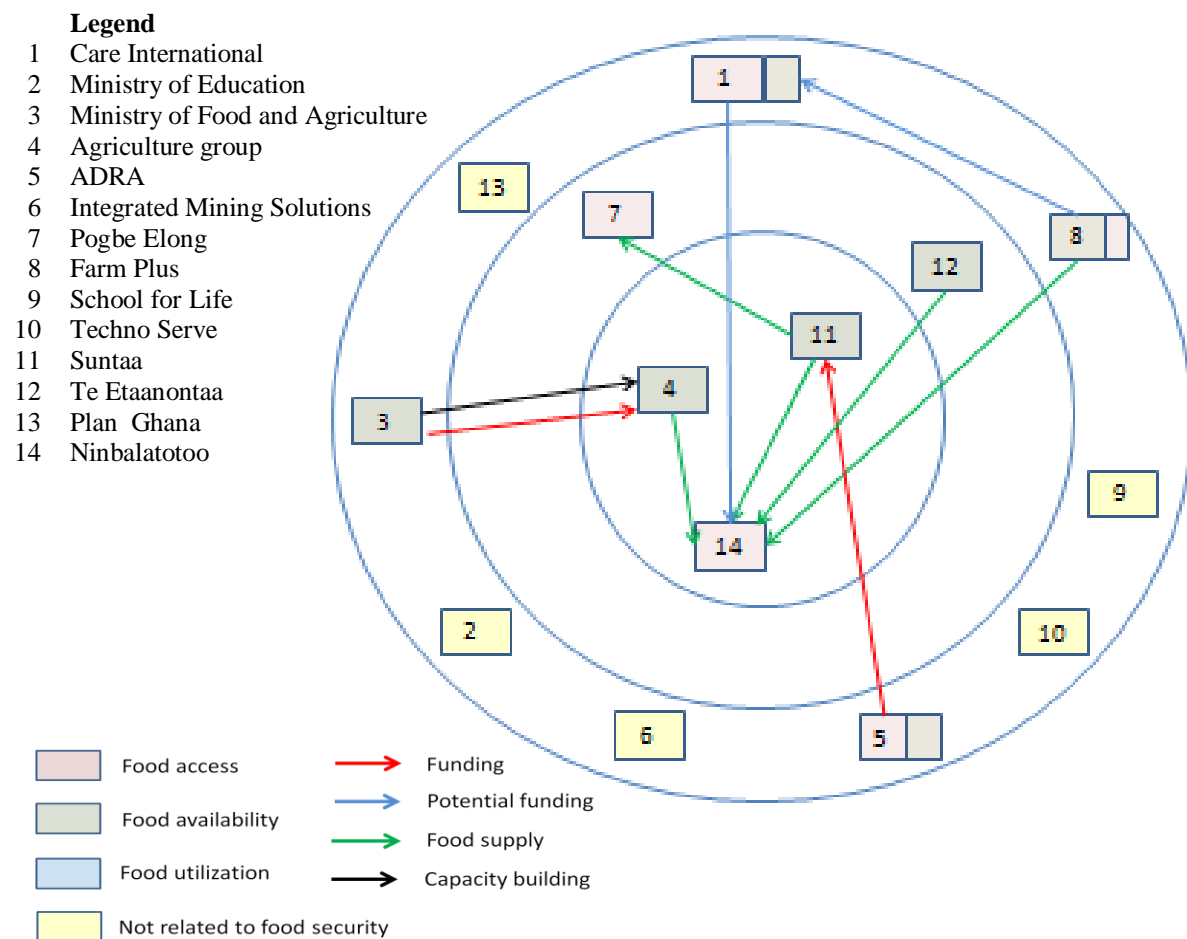 Legend
1 Care International
2 Ministry of Education
3 Ministry of Food and Agriculture
4 Agriculture group
5 ADRA
6 Integrated Mining Solutions
7 Pogbe Elong
8 Farm Plus
9 School for Life
10 Techno Serve
11 Suntaa
12 Te Etaanontaa
13 Plan Ghana
14 Ninbalatotoo
1
13
7
8
12
11
4
3
9
14
2
10
6
5
Food access
Food availability
Food utilization
Not related to food security
Funding
Potential funding
Food supply
Capacity building